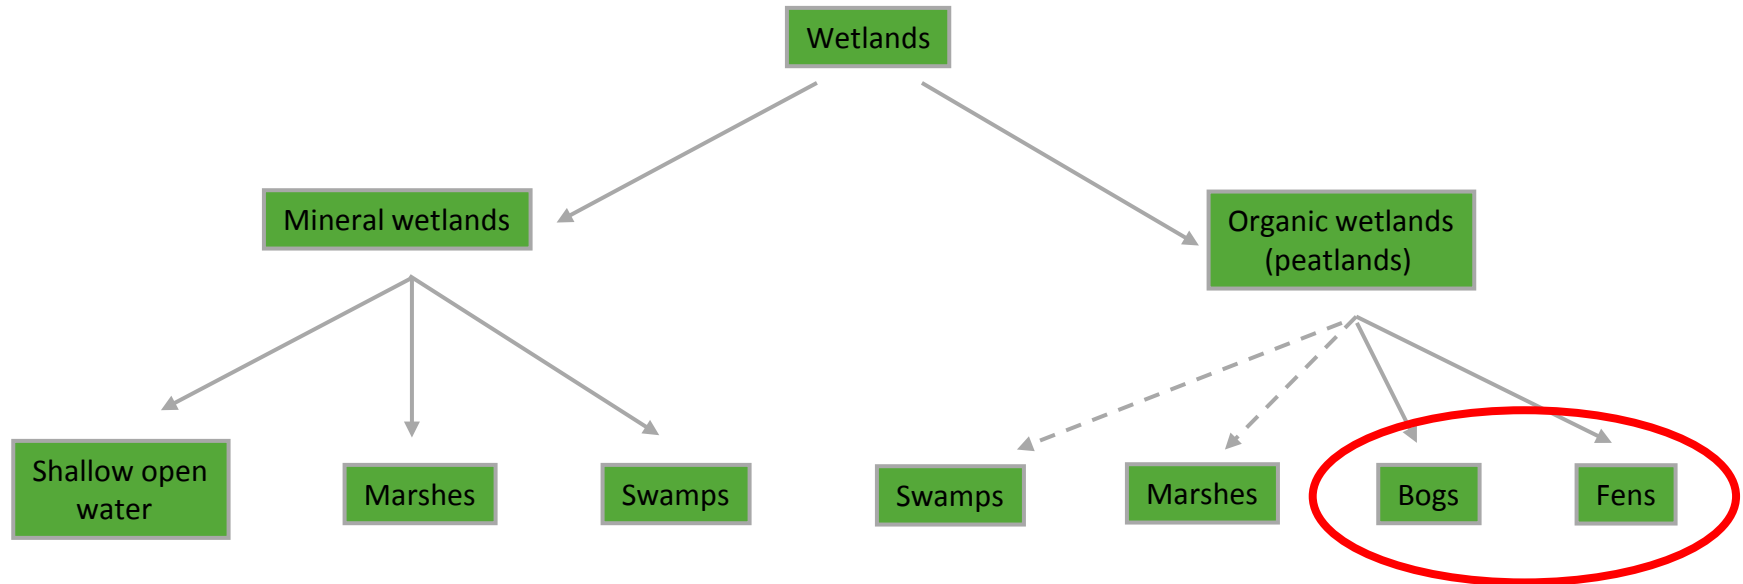 Wetlands
Mineral wetlands
Organic wetlands
(peatlands)
Shallow open
water
Marshes
Swamps
Swamps
Marshes
Bogs
Fens